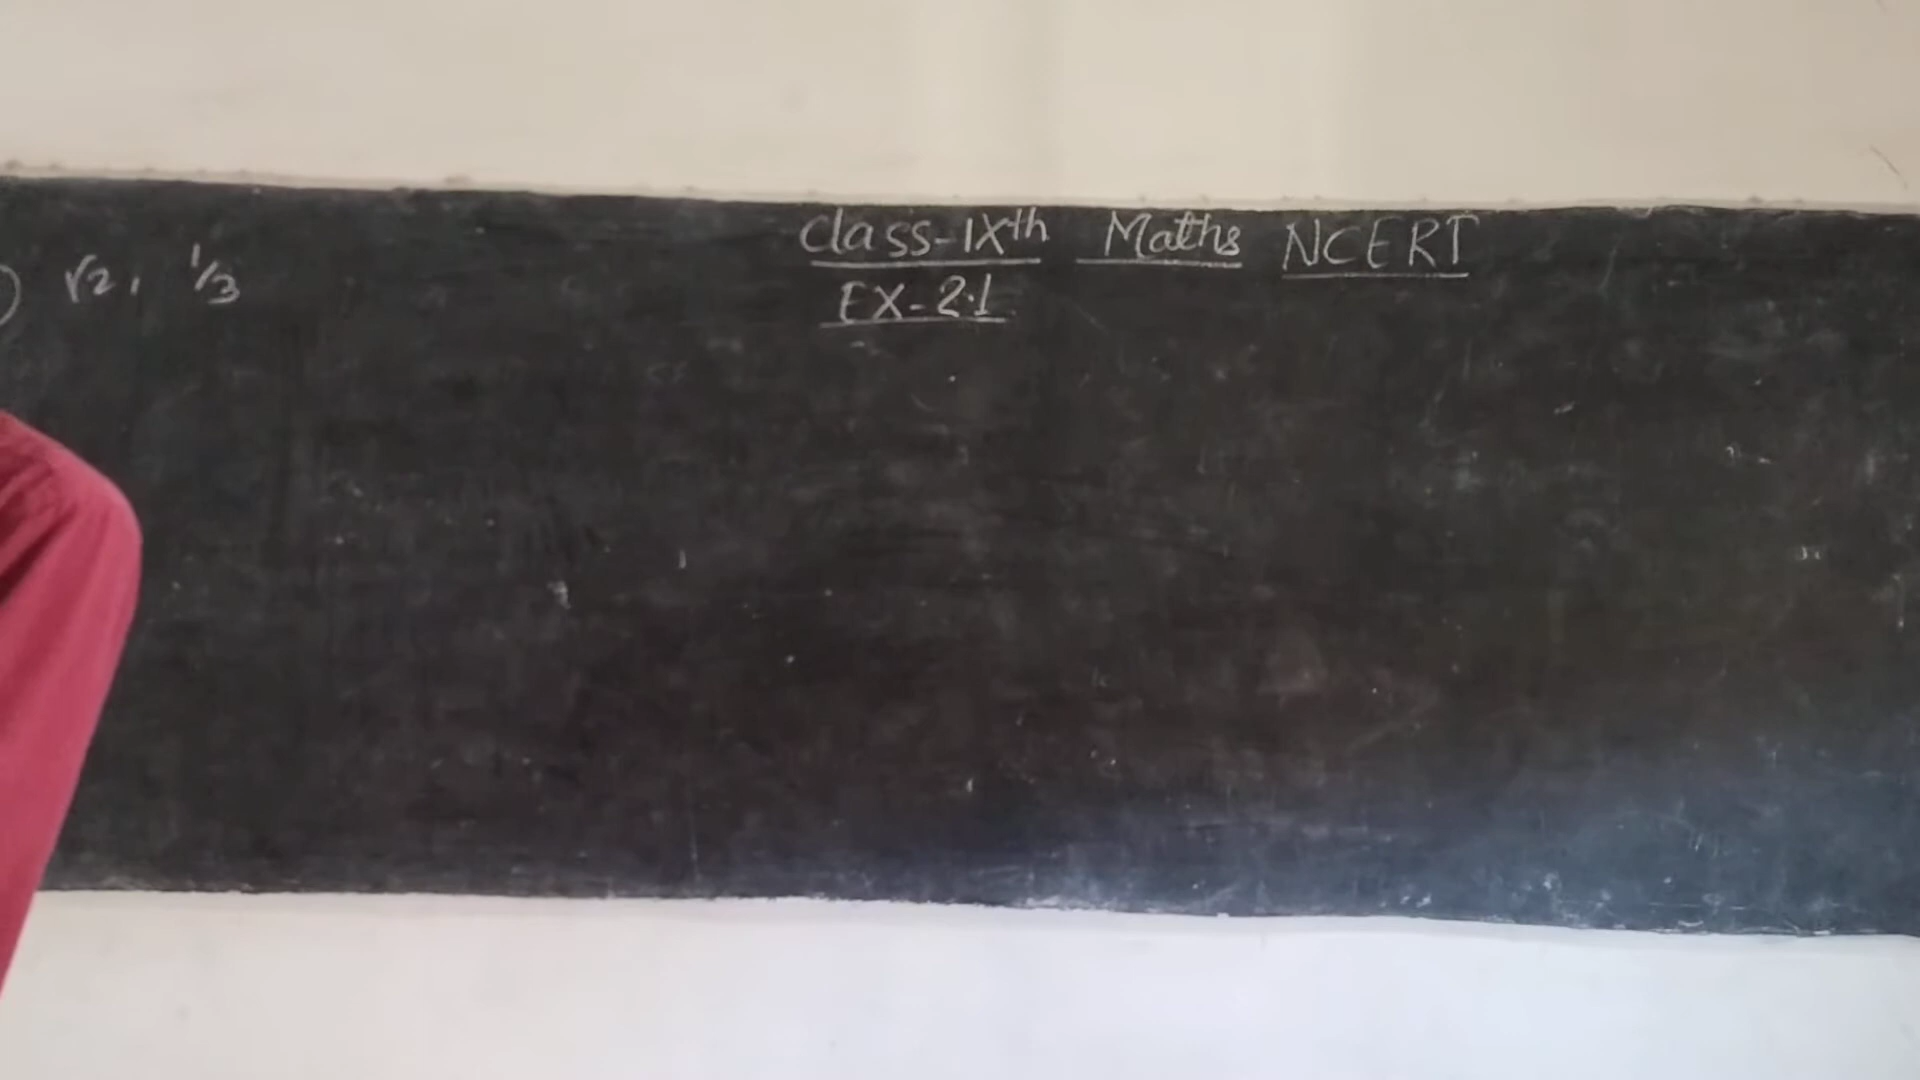 Class-IXth Maths NCERT
EX-2.1
) √2, 1/3